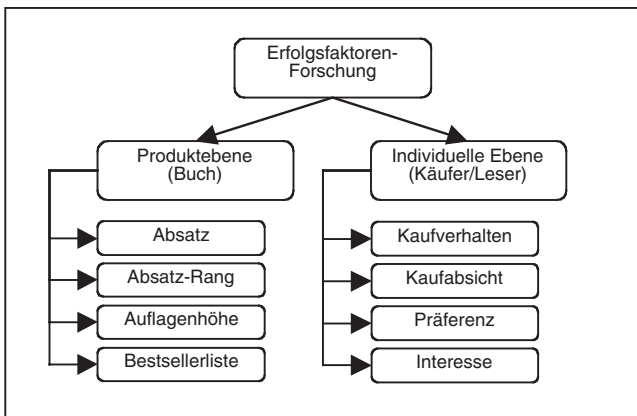 Erfolgsfaktoren-
Forschung
Produktebene
(Buch)
Absatz
Absatz-Rang
Auflagenhöhe
Bestsellerliste
Individuelle Ebene
(Käufer/Leser)
Kaufverhalten
Kaufabsicht
Präferenz
Interesse